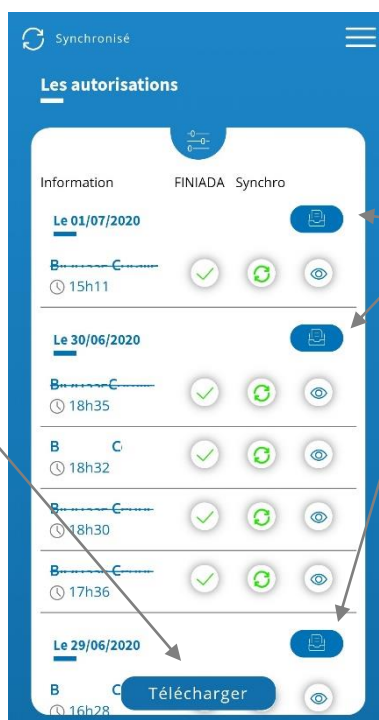 Synchronisé
Les autorisations
Information FINIADA Synchro
Le 01/07/2020
15h11
Le 30/06/2020
18h35
B C
18h32
18h30
17h36
Le 29/06/2020
B C
16h28
Télécharger